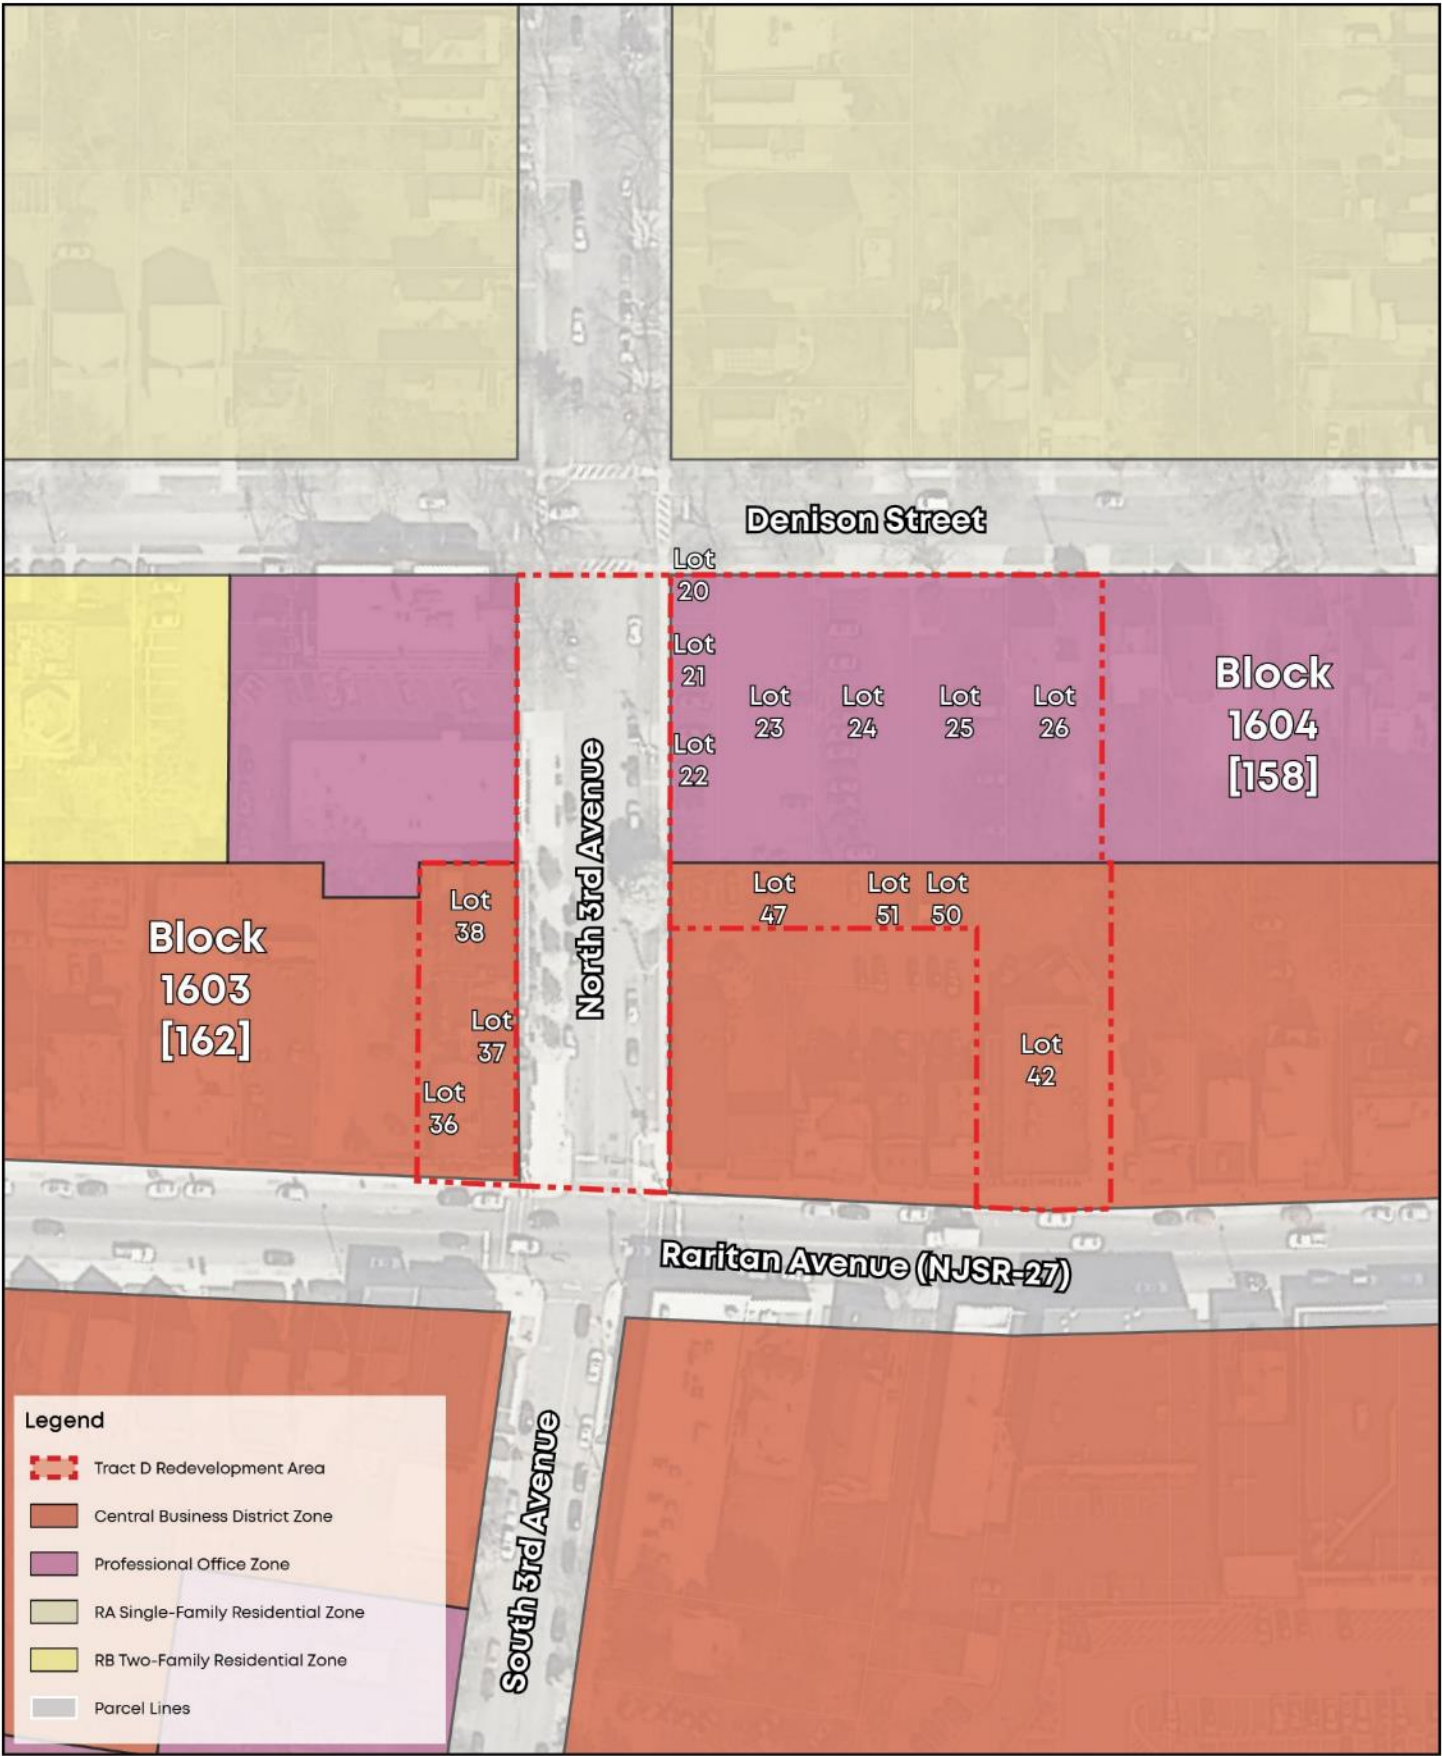 Denison Street
Lot
20
Lot
21
Lot
22
Lot
23
Lot
24
Lot
25
Lot
26
Block
1604
[158]
North 3rd Avenue
Lot
47
Lot
51
Lot
50
Lot
38
Lot
37
Lot
36
Block
1603
[162]
Lot
42
Raritan Avenue (NJSR-27)
South 3rd Avenue
Legend
Tract D Redevelopment Area
Central Business District Zone
Professional Office Zone
RA Single-Family Residential Zone
RB Two-Family Residential Zone
Parcel Lines